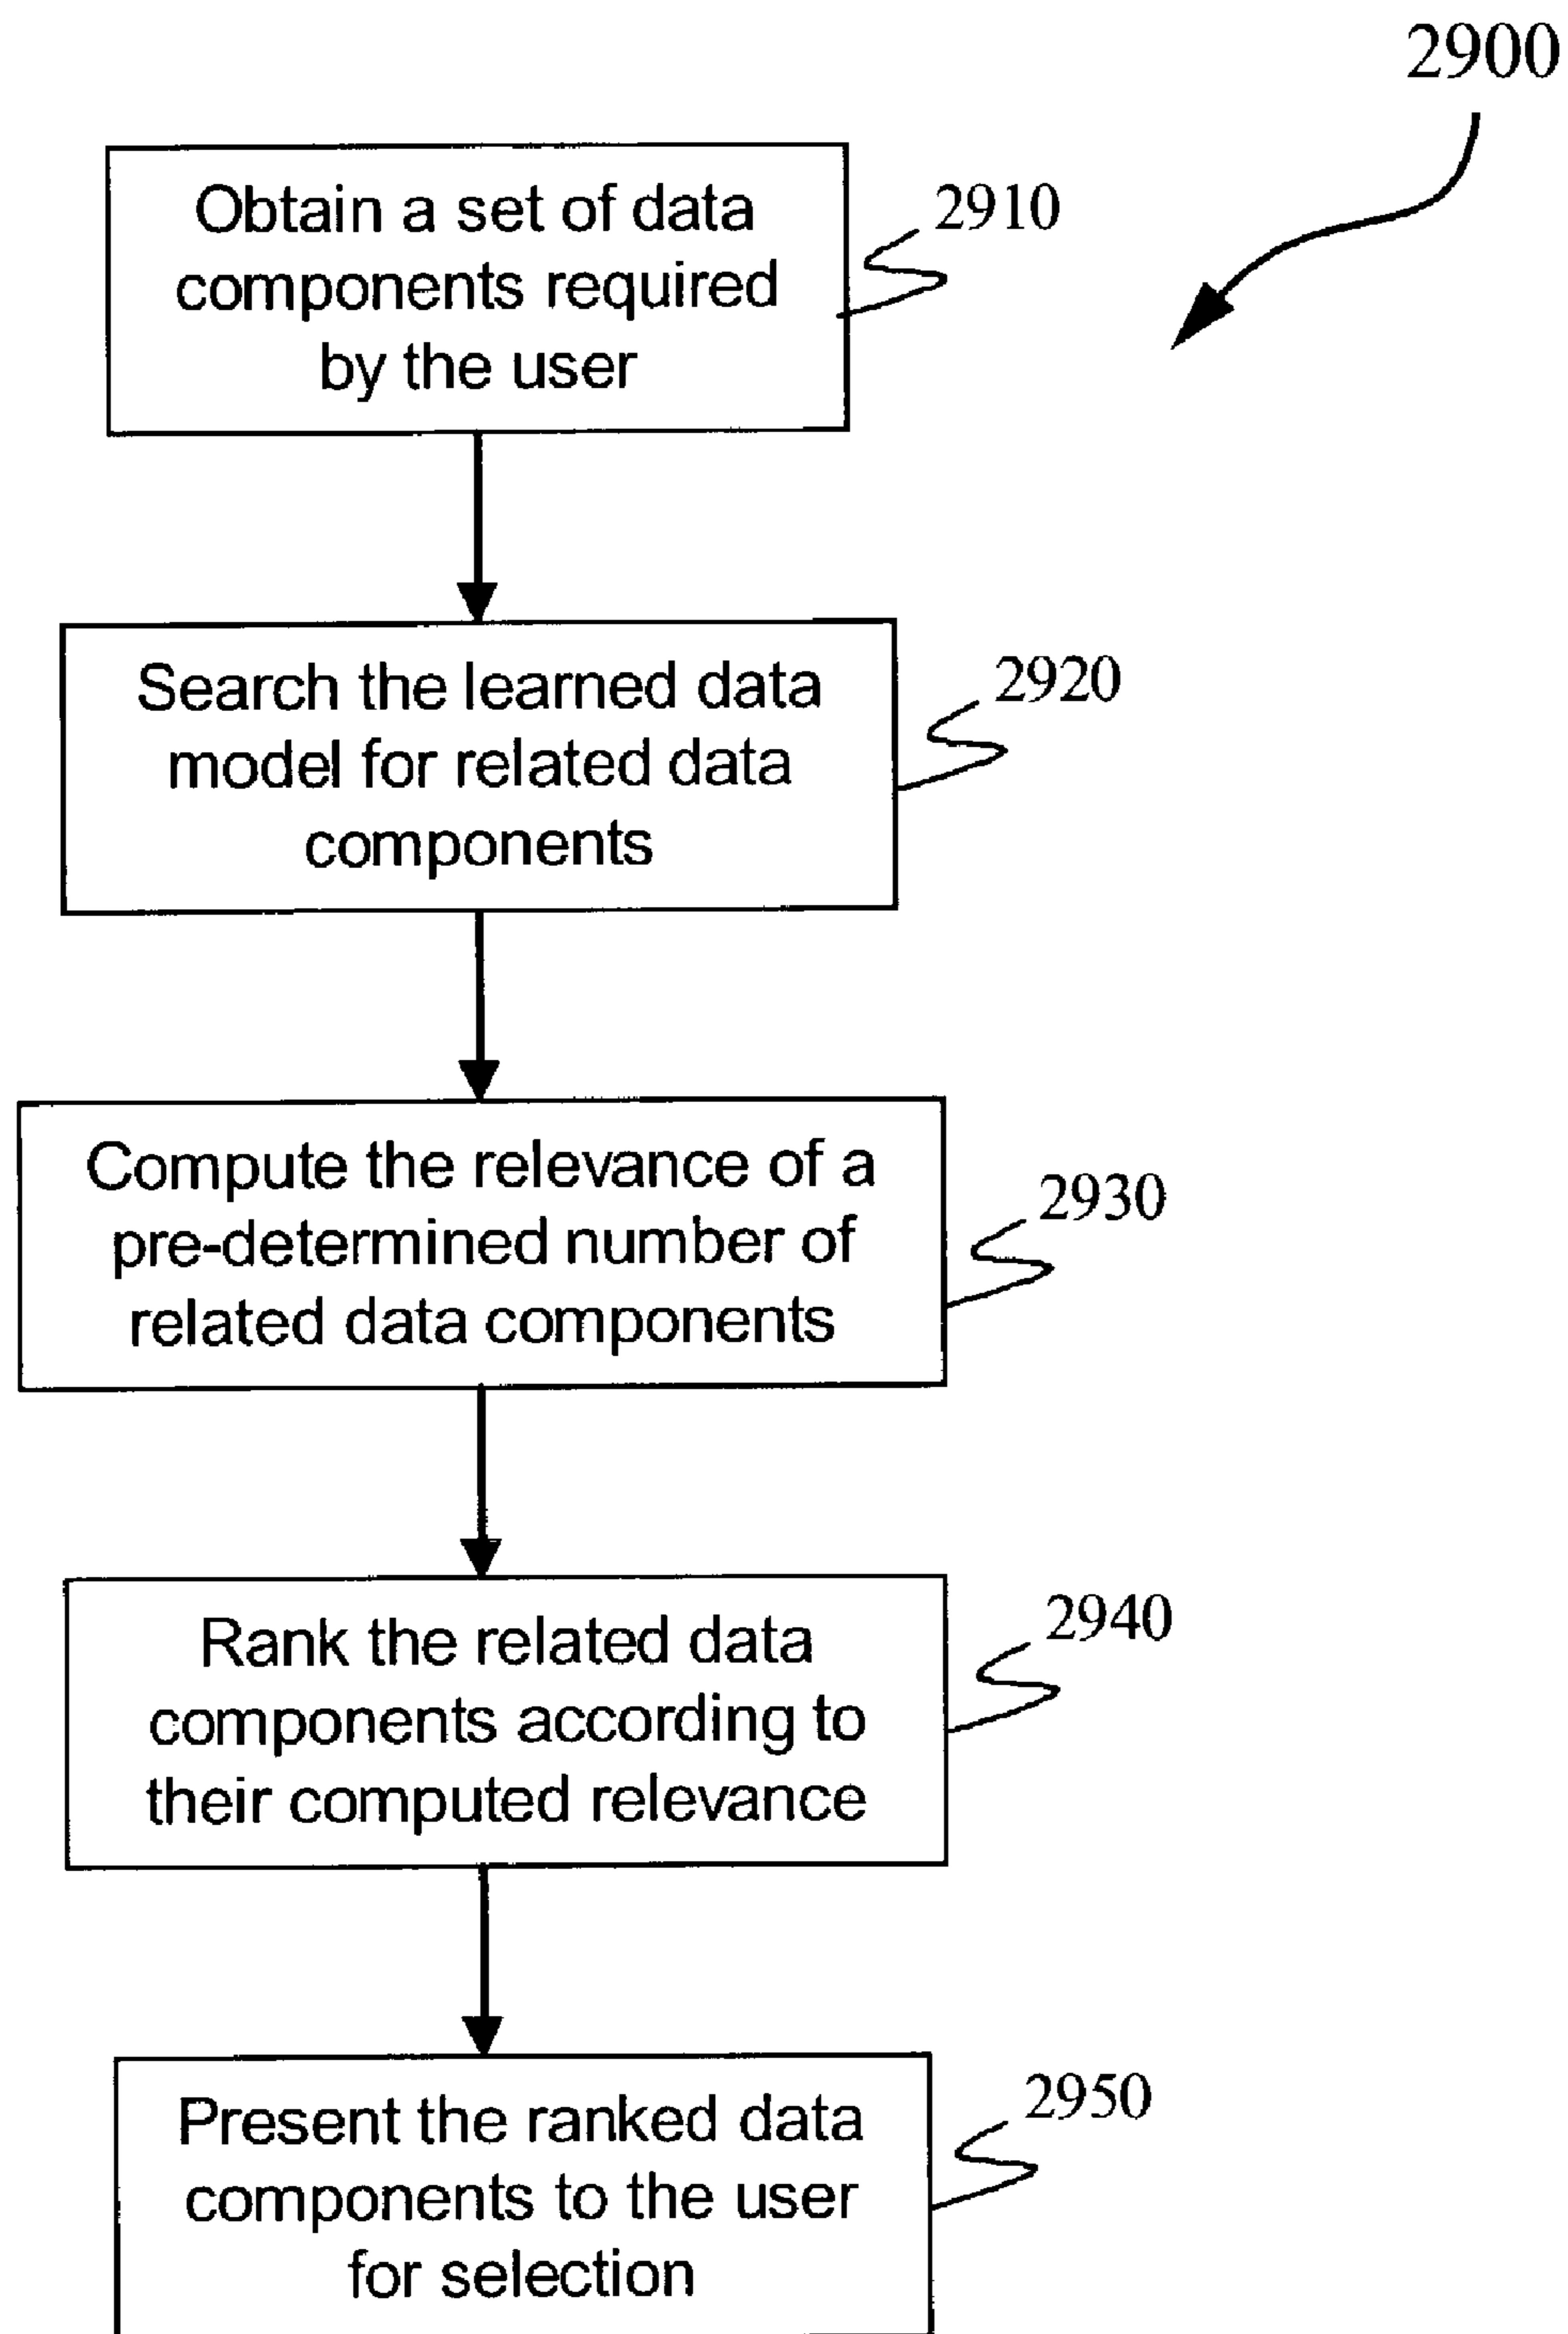 2900
Obtain a set of data
components required
by the user
2910
Search the learned data
model for related data
components
2920
Compute the relevance of a
pre-determined number of
related data components
2930
Rank the related data
components according to
their computed relevance
2940
Present the ranked data
components to the user
for selection
2950